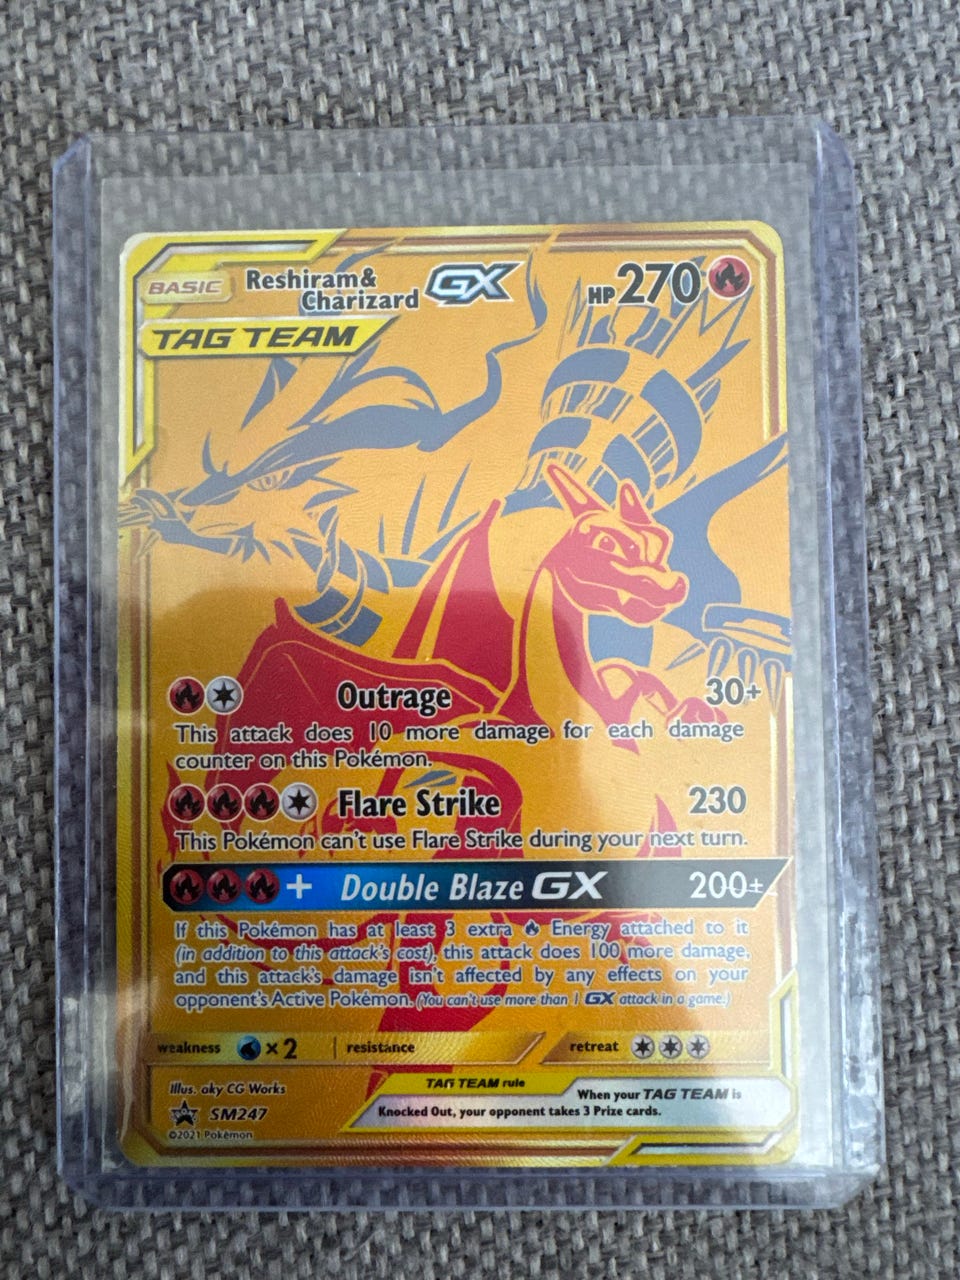 BASIC
Reshiram&
Charizard GX
HP 270
TAG TEAM
Outrage 30+
This attack does 10 more damage for each damage
counter on this Pokémon.
Flare Strike 230
This Pokémon can't use Flare Strike during your next turn.
+ Double Blaze GX 200+
If this Pokémon has at least 3 extra Energy attached to it
(in addition to this attack's cost), this attack does 100 more damage,
and this attack's damage isn't affected by any effects on your
opponent's Active Pokémon. (You can't use more than 1 GX attack in a game.)
weakness ×2 resistance retreat
Illus. aky CG Works
SM247
©2021 Pokémon
TAG TEAM rule
When your TAG TEAM is
Knocked Out, your opponent takes 3 Prize cards.